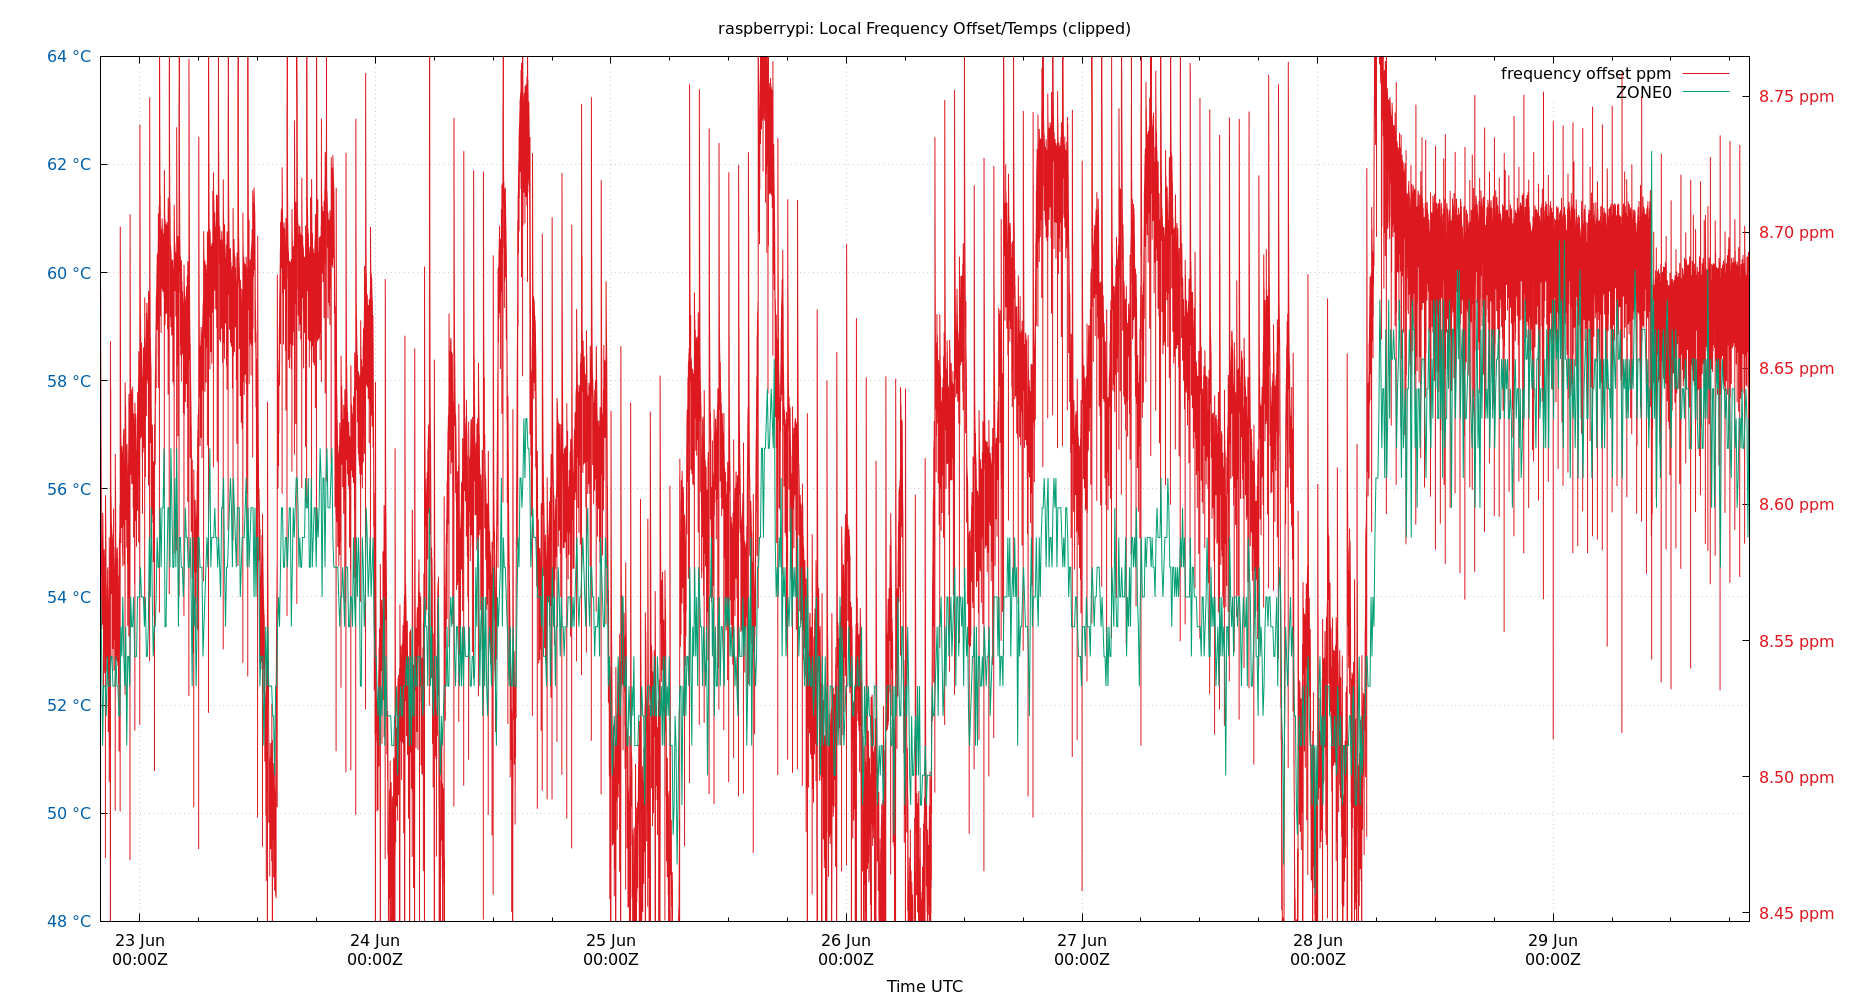 raspberrypi: Local Frequency Offset/Temps (clipped)
frequency offset ppm
ZONE0
64 °C
62 °C
60 °C
58 °C
56 °C
54 °C
52 °C
50 °C
48 °C
8.75 ppm
8.70 ppm
8.65 ppm
8.60 ppm
8.55 ppm
8.50 ppm
8.45 ppm
23 Jun 24 Jun 25 Jun 26 Jun 27 Jun 28 Jun 29 Jun
00:00Z 00:00Z 00:00Z 00:00Z 00:00Z 00:00Z 00:00Z
Time UTC